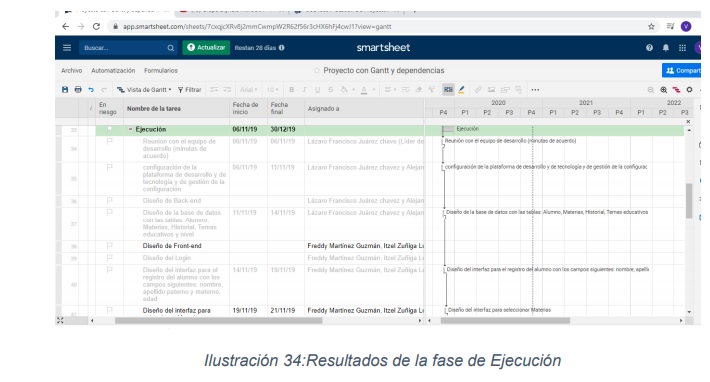 app.smartsheet.com/sheets/7cxqjcXRv8j2mmCwmpW2R62f56r3cHX6hFj4cwJ1?view=gantt
Buscar...
Actualizar
Restan 28 días
smartsheet
Archivo Automatización Formularios
Proyecto con Gantt y dependencias
Compart
Vista de Gantt Filtrar
Arial
En riesgo Nombre de la tarea Fecha de inicio Fecha final Asignado a
2020 2021 2022
P4 P1 P2 P3 P4 P1 P2 P3 P4 P1 P2 P3
33 Ejecución 06/11/19 30/12/19 Ejecución
34 Reunión con el equipo de desarrollo (minutas de acuerdo) 06/11/19 06/11/19 Lázaro Francisco Juárez chave (Líder de
Reunión con el equipo de desarrollo (minutas de acuerdo)
35 configuración de la plataforma de desarrollo y de tecnología y de gestión de la configuración 06/11/19 11/11/19 Lázaro Francisco Juárez chavez y Alejan
configuración de la plataforma de desarrollo y de tecnología y de gestión de la configurac
36 Diseño de Back-end Lázaro Francisco Juárez chavez y Alejan
37 Diseño de la base de datos con las tablas: Alumno, Materias, Historial, Temas educativos y nivel 11/11/19 14/11/19 Lázaro Francisco Juárez chavez y Alejan
Diseño de la base de datos con las tablas: Alumno, Materias, Historial, Temas educativos
38 Diseño de Front-end Freddy Martínez Guzmán, Itzel Zuñiga Lu
39 Diseño del Login Freddy Martínez Guzmán, Itzel Zuñiga Lu
40 Diseño del interfaz para el registro del alumno con los campos siguientes: nombre, apellido paterno y materno, edad 14/11/19 19/11/19 Freddy Martínez Guzmán, Itzel Zuñiga Lu
Diseño del interfaz para el registro del alumno con los campos siguientes: nombre, apelli
41 Diseño del interfaz para 19/11/19 21/11/19 Freddy Martínez Guzmán, Itzel Zuñiga Lu
Diseño del interfaz para seleccionar Materias
Ilustración 34:Resultados de la fase de Ejecución